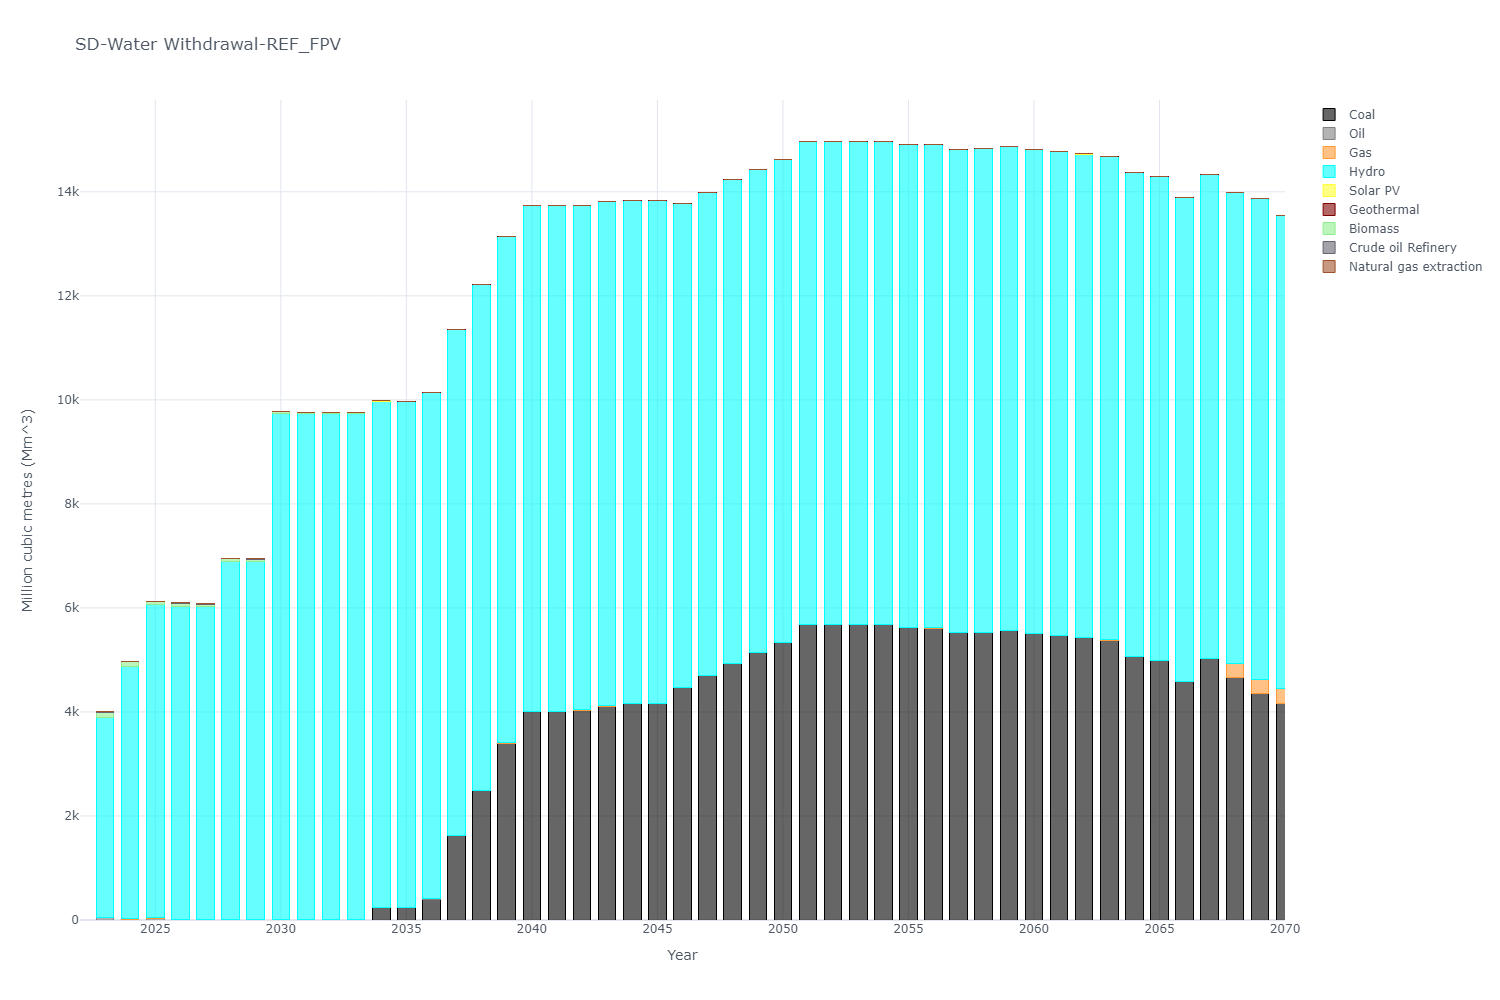 SD-Water Withdrawal-REF_FPV
Coal
Oil
Gas
Hydro
Solar PV
Geothermal
Biomass
Crude oil Refinery
Natural gas extraction
Million cubic metres (Mm^3)
14k
12k
10k
8k
6k
4k
2k
0
2025 2030 2035 2040 2045 2050 2055 2060 2065 2070
Year